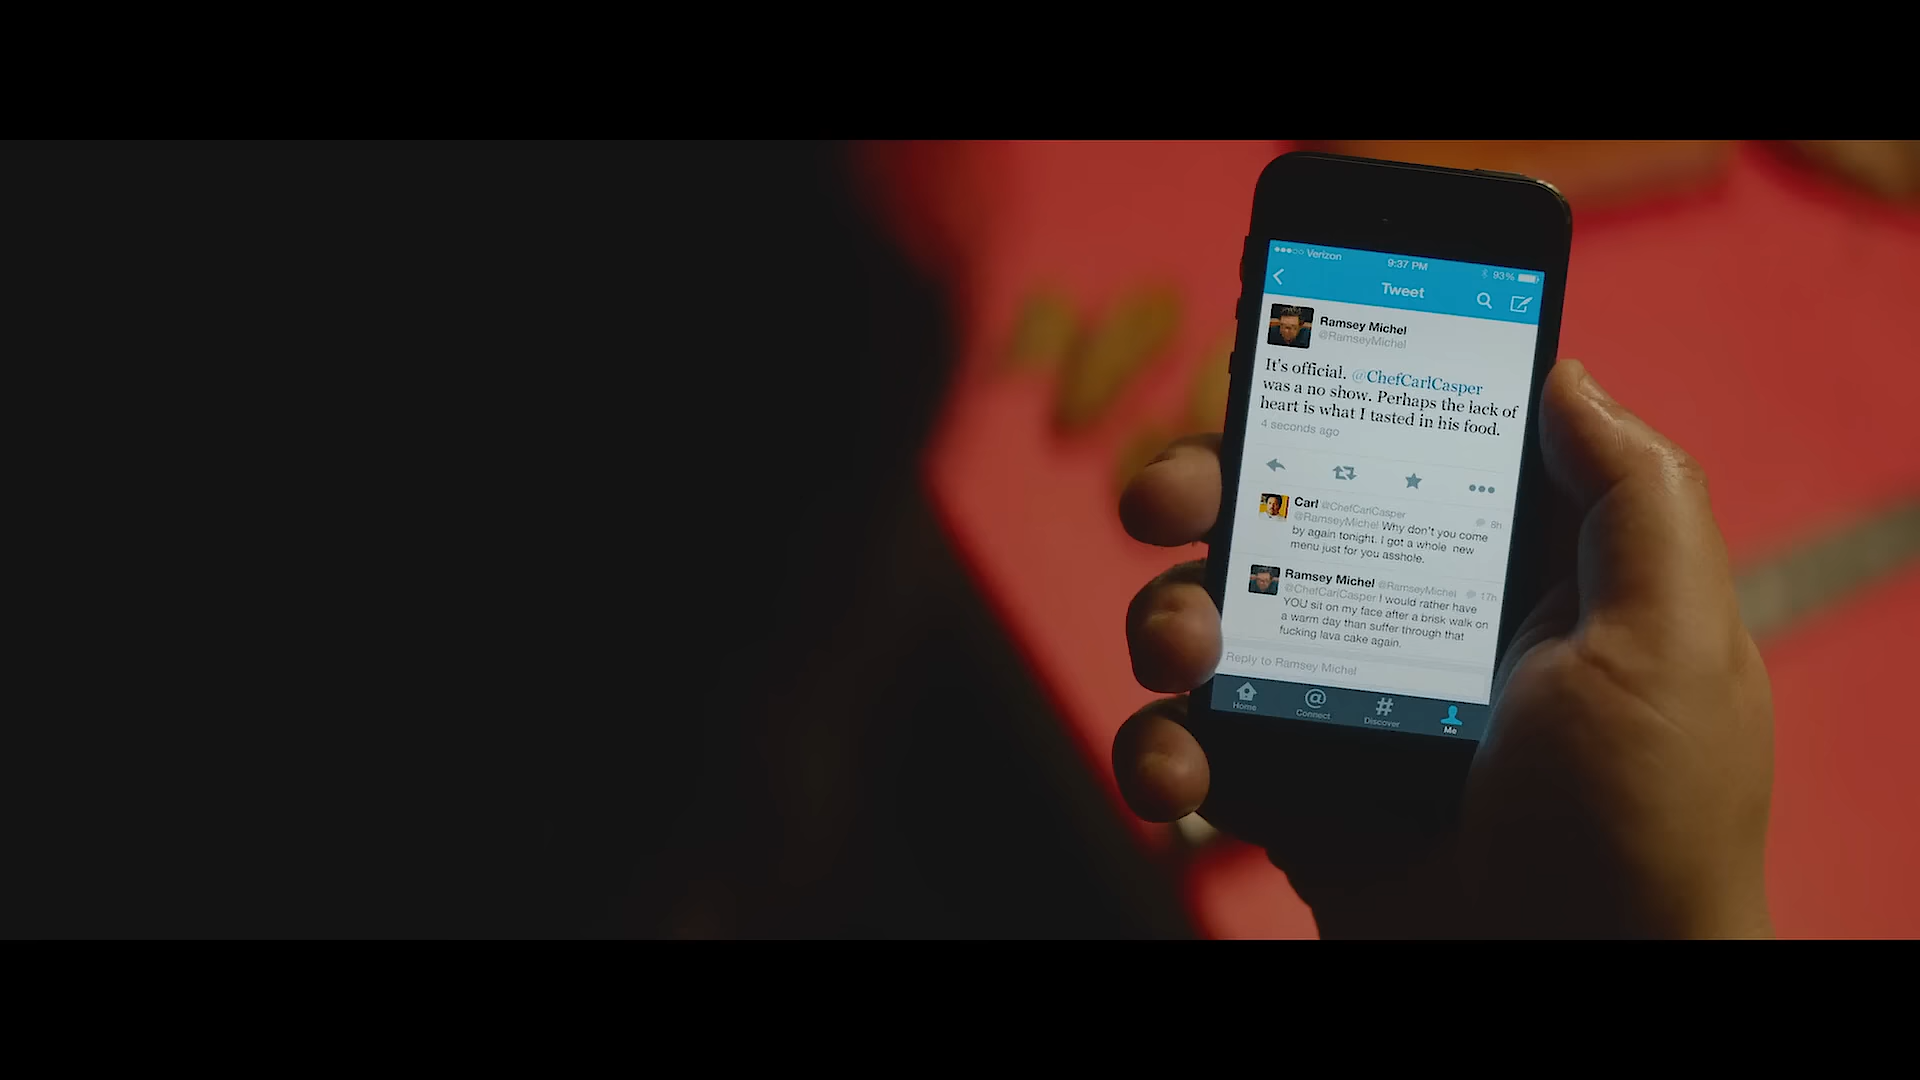 Verizon 9:37 PM 93%
Tweet
Ramsey Michel
@RamseyMichel
It's official. @ChefCarlCasper
was a no show. Perhaps the lack of
heart is what I tasted in his food.
4 seconds ago
Carl @ChefCarlCasper 8h
@RamseyMichel Why don't you come
by again tonight. I got a whole new
menu just for you asshole.
Ramsey Michel @RamseyMichel 17h
@ChefCarlCasper I would rather have
YOU sit on my face after a brisk walk on
a warm day than suffer through that
fucking lava cake again.
Reply to Ramsey Michel
Home Connect Discover Me